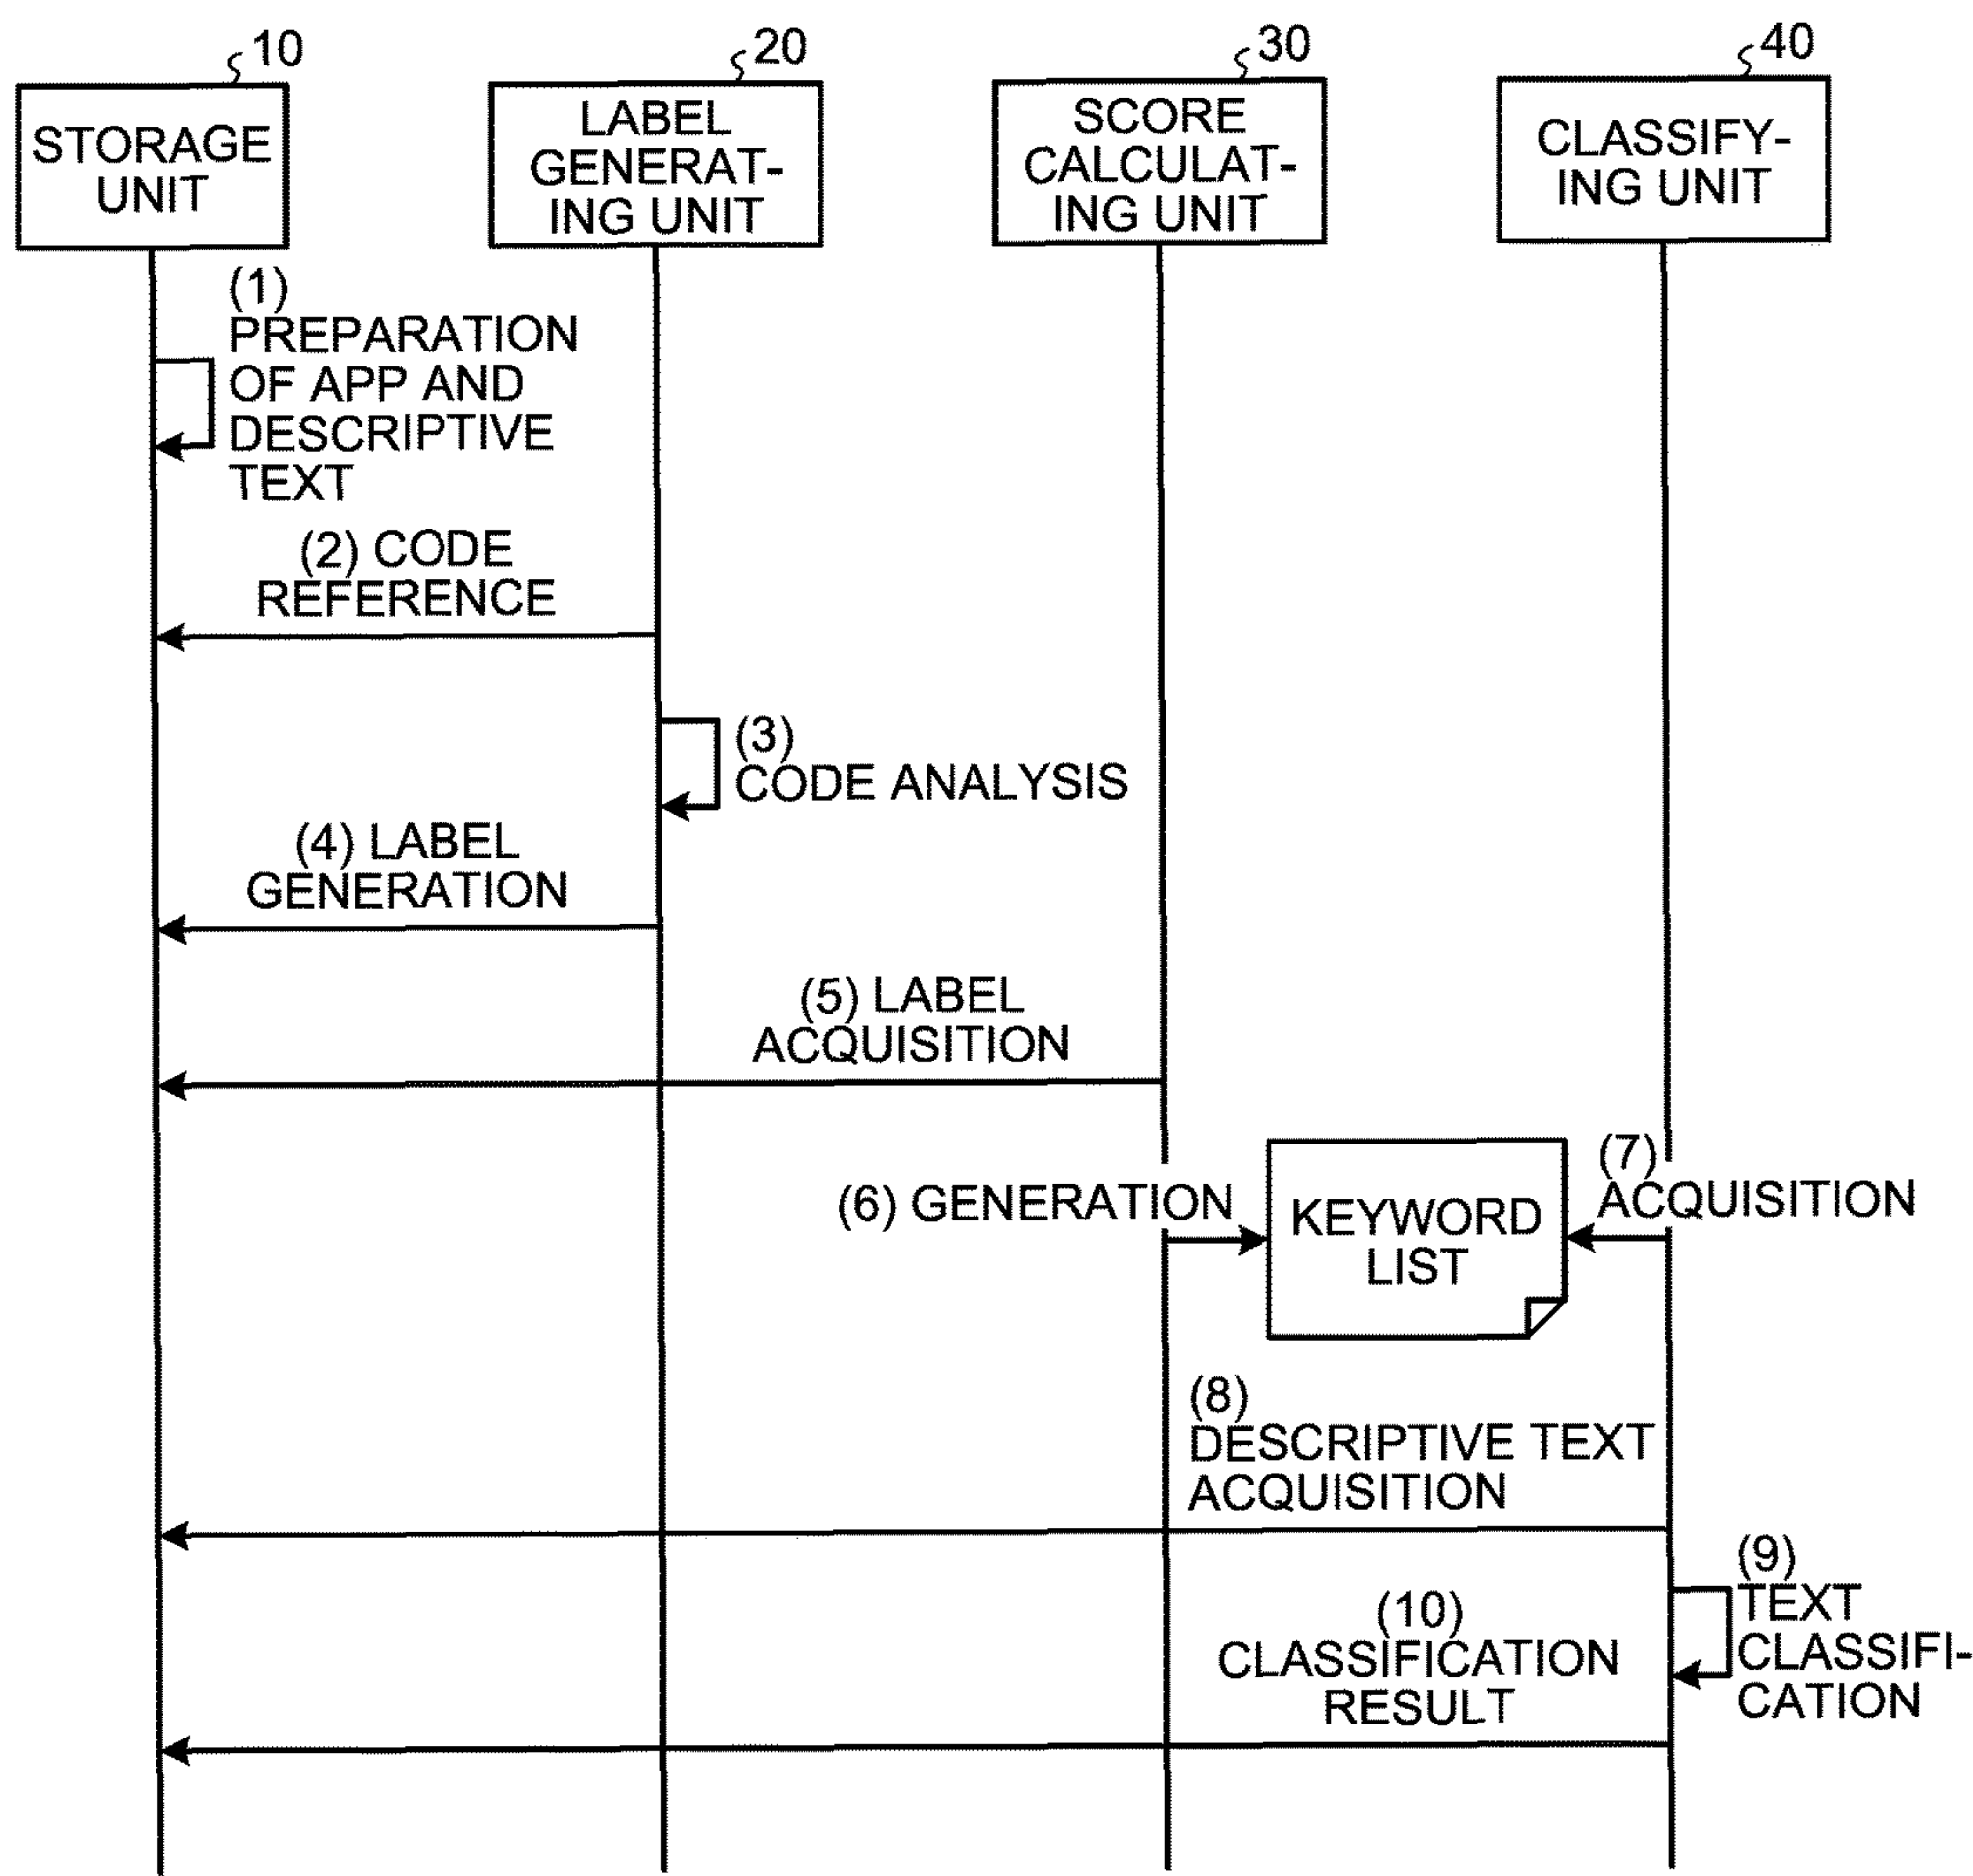 10
20
30
40
STORAGE
UNIT
LABEL
GENERAT-
ING UNIT
SCORE
CALCULAT-
ING UNIT
CLASSIFY-
ING UNIT
(1)
PREPARATION
OF APP AND
DESCRIPTIVE
TEXT
(2) CODE
REFERENCE
(3)
CODE ANALYSIS
(4) LABEL
GENERATION
(5) LABEL
ACQUISITION
(6) GENERATION
KEYWORD
LIST
(7)
ACQUISITION
(8)
DESCRIPTIVE TEXT
ACQUISITION
(9)
TEXT
CLASSIFI-
CATION
(10)
CLASSIFICATION
RESULT